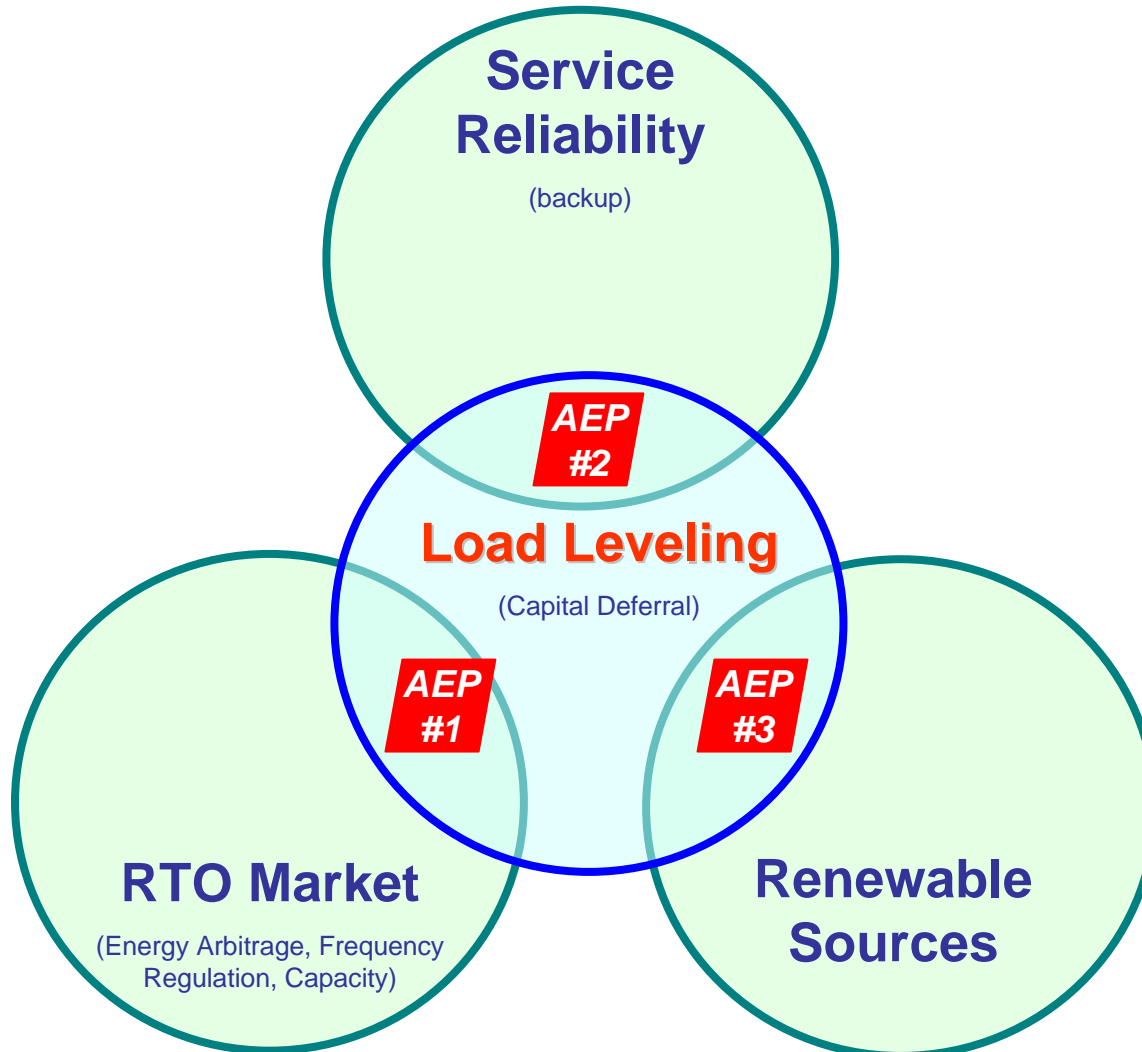 Service
Reliability
(backup)
AEP
#2
Load Leveling
(Capital Deferral)
AEP
#1
AEP
#3
RTO Market
(Energy Arbitrage, Frequency
Regulation, Capacity)
Renewable
Sources